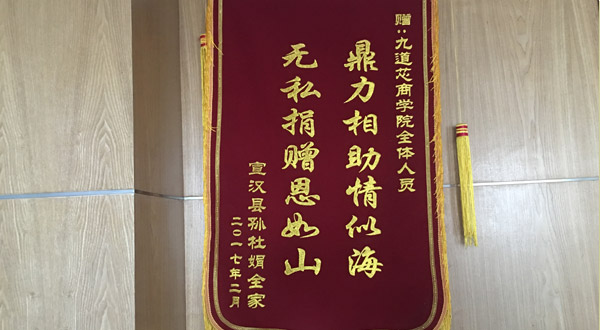 赠：九道芯商学院全体人员
鼎力相助情似海
无私捐赠恩如山
宣汉县孙杜娟全家
二〇一七年二月